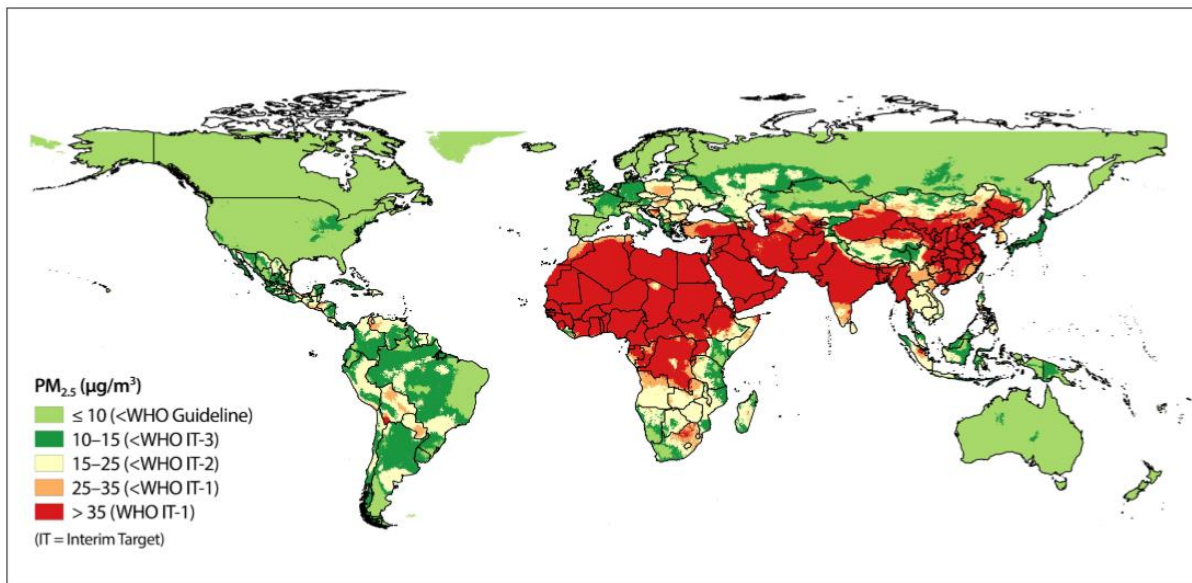 PM2.5 (µg/m³)
≤ 10 (<WHO Guideline)
10–15 (<WHO IT-3)
15–25 (<WHO IT-2)
25–35 (<WHO IT-1)
> 35 (WHO IT-1)
(IT = Interim Target)